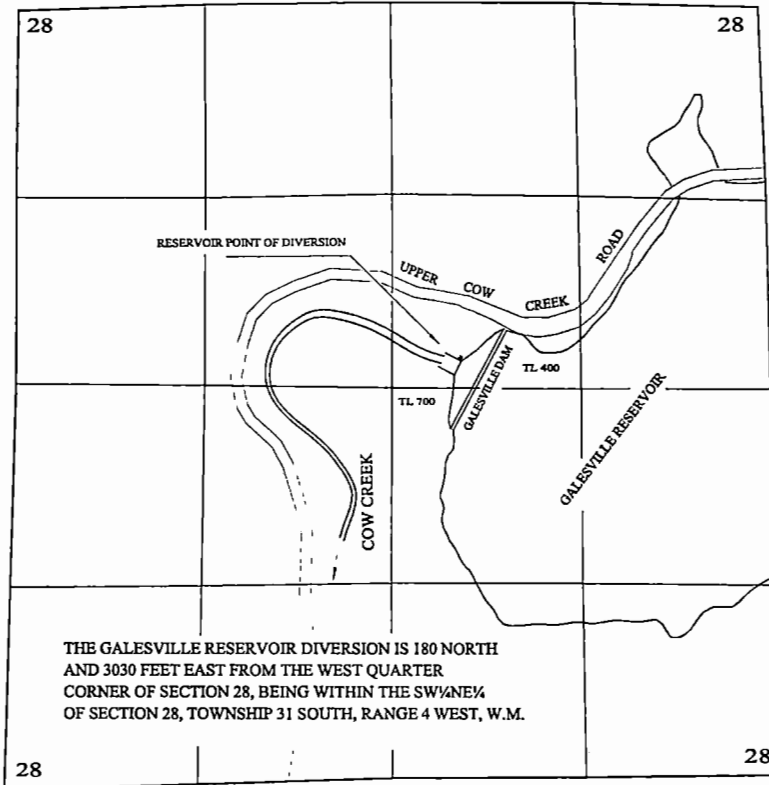 28
28
RESERVOIR POINT OF DIVERSION
UPPER COW CREEK ROAD
TL 400
TL 700
GALESVILLE DAM
GALESVILLE RESERVOIR
COW CREEK
THE GALESVILLE RESERVOIR DIVERSION IS 180 NORTH
AND 3030 FEET EAST FROM THE WEST QUARTER
CORNER OF SECTION 28, BEING WITHIN THE SW¼NE¼
OF SECTION 28, TOWNSHIP 31 SOUTH, RANGE 4 WEST, W.M.
28
28